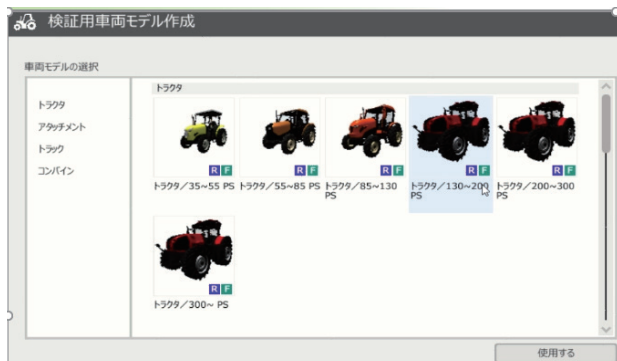 検証用車両モデル作成
車両モデルの選択
トラクタ
アタッチメント
トラック
コンバイン
トラクタ
R F
R F
R F
R F
R F
トラクタ/35~55 PS
トラクタ/55~85 PS
トラクタ/85~130
PS
トラクタ/130~200
PS
トラクタ/200~300
PS
R F
トラクタ/300~ PS
使用する